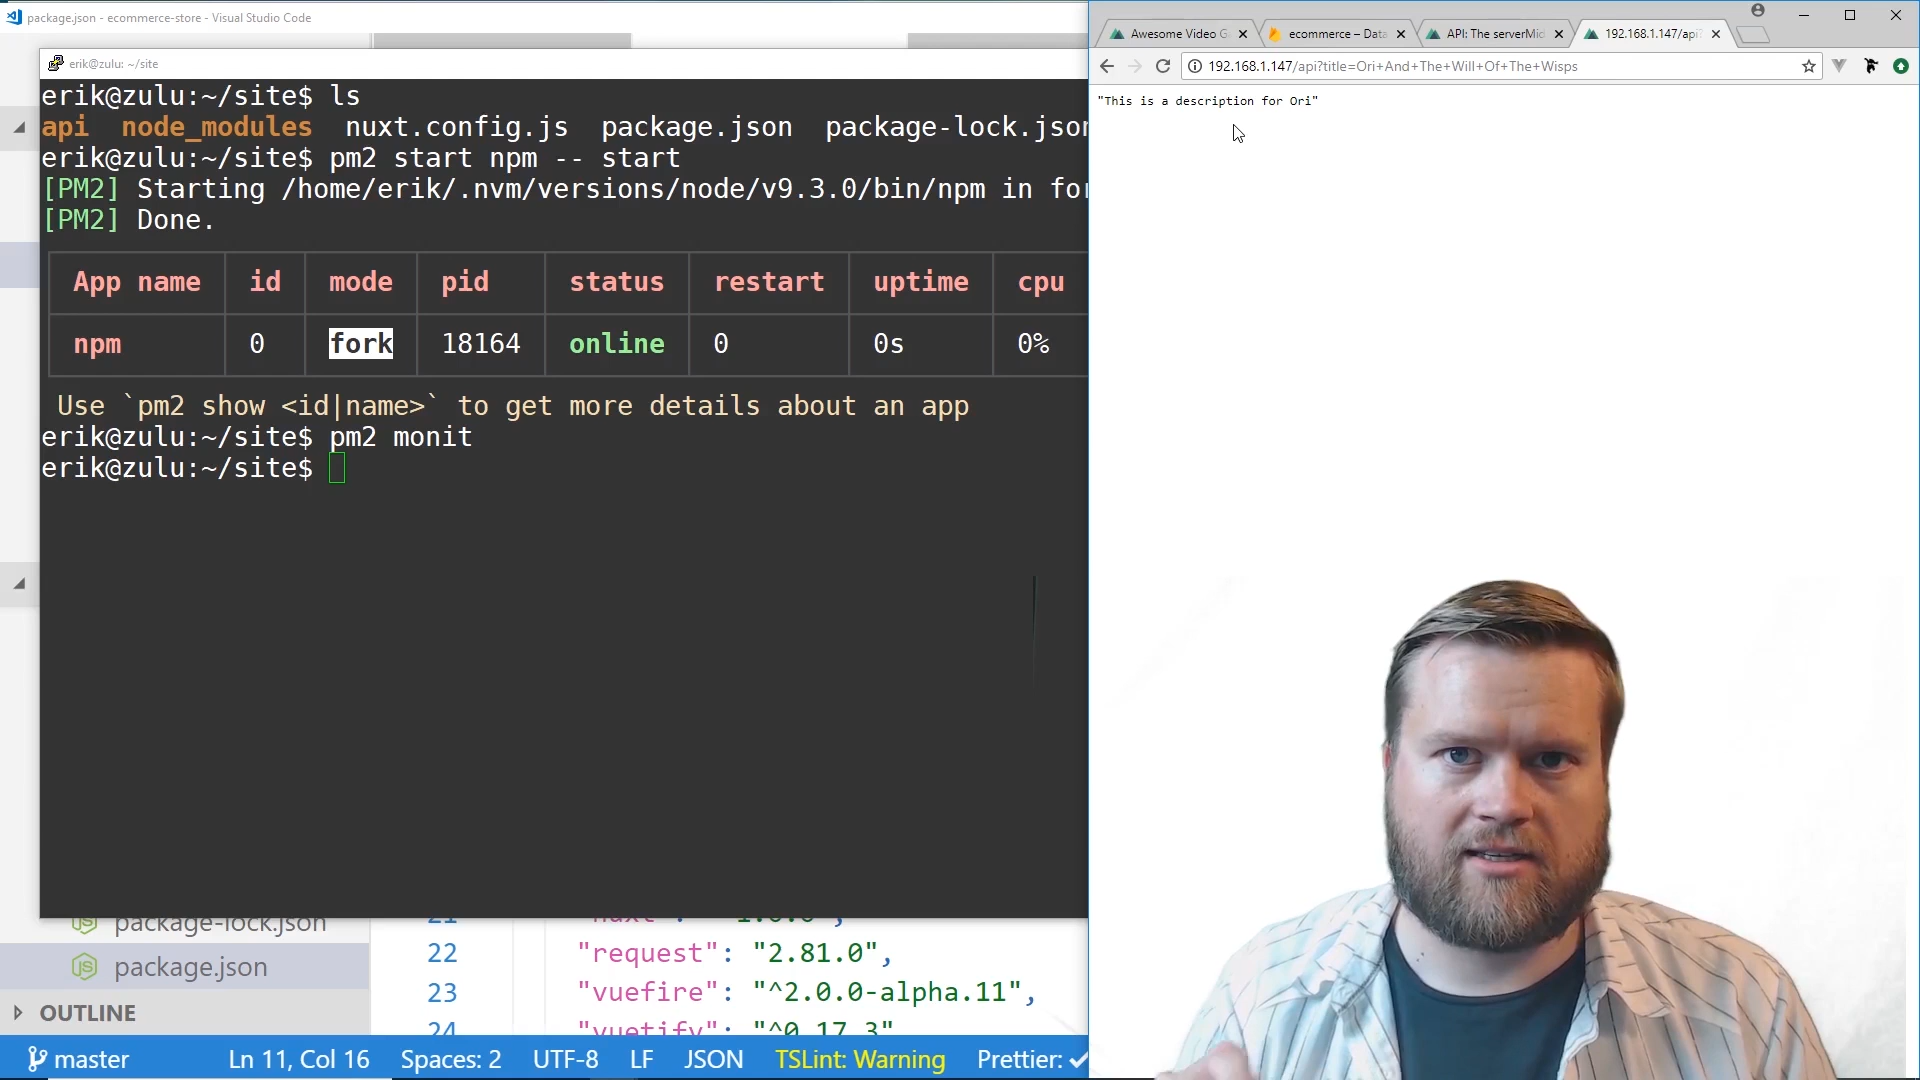 package.json - ecommerce-store - Visual Studio Code
erik@zulu: ~/site
erik@zulu:~/site$ ls
api node_modules nuxt.config.js package.json package-lock.json
erik@zulu:~/site$ pm2 start npm -- start
[PM2] Starting /home/erik/.nvm/versions/node/v9.3.0/bin/npm in for
[PM2] Done.
App name id mode pid status restart uptime cpu
npm 0 fork 18164 online 0 0s 0%
Use `pm2 show <id|name>` to get more details about an app
erik@zulu:~/site$ pm2 monit
erik@zulu:~/site$
package-lock.json
package.json
OUTLINE
22 "request": "2.81.0",
23 "vuefire": "^2.0.0-alpha.11",
24 "vuetify": "^0.17.3"
master Ln 11, Col 16 Spaces: 2 UTF-8 LF JSON TSLint: Warning Prettier: ✓
Awesome Video G ecommerce – Data API: The serverMid 192.168.1.147/api?
192.168.1.147/api?title=Ori+And+The+Will+Of+The+Wisps
"This is a description for Ori"